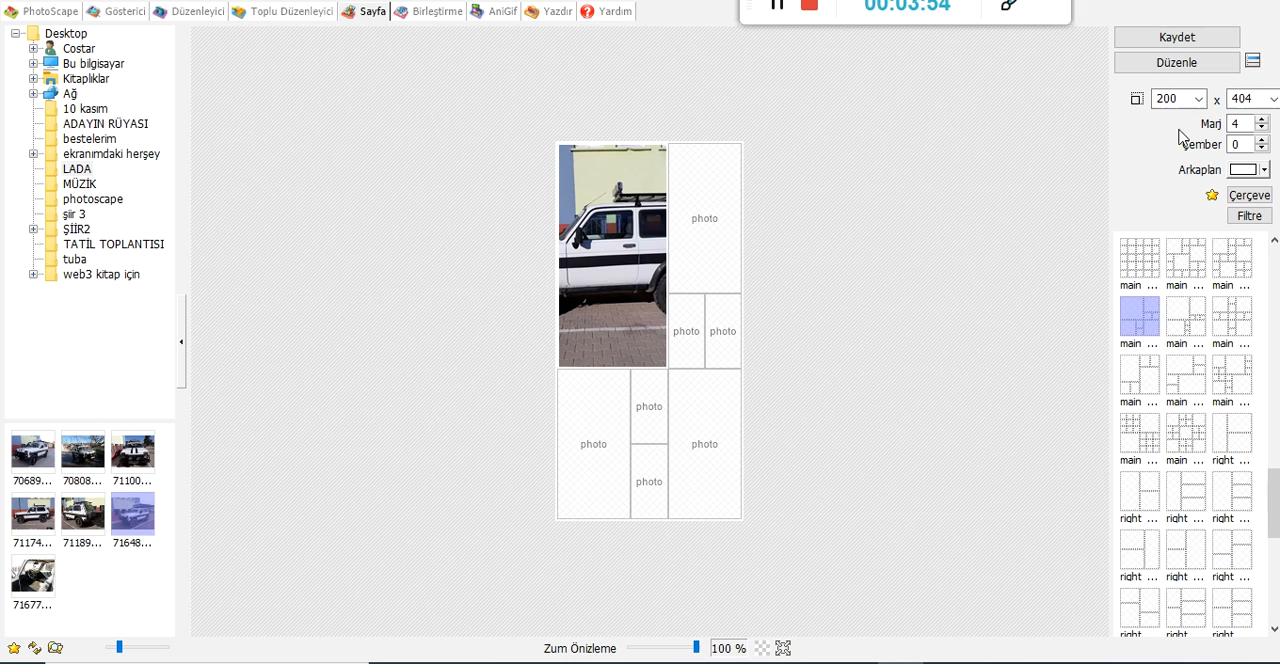 PhotoScape Gösterici Düzenleyici Toplu Düzenleyici Sayfa Birleştirme AniGif Yazdır Yardım
00:03:54
Desktop
Costar
Bu bilgisayar
Kitaplıklar
Ağ
10 kasım
ADAYIN RÜYASI
bestelerim
ekranımdaki herşey
LADA
MÜZİK
photoscape
şiir 3
ŞİİR2
TATİL TOPLANTISI
tuba
web3 kitap için
70689... 70808... 71100...
71174... 71189... 71648...
71677...
photo
photo photo
photo photo photo
photo
Zum Önizleme 100 %
Kaydet
Düzenle
200 x 404
Marj 4
ember 0
Arkaplan
Çerçeve
Filtre
main ... main ... main ...
main ... main ... main ...
main ... main ... main ...
main ... main ... right ...
right ... right ... right ...
right ... right ... right ...
right right right